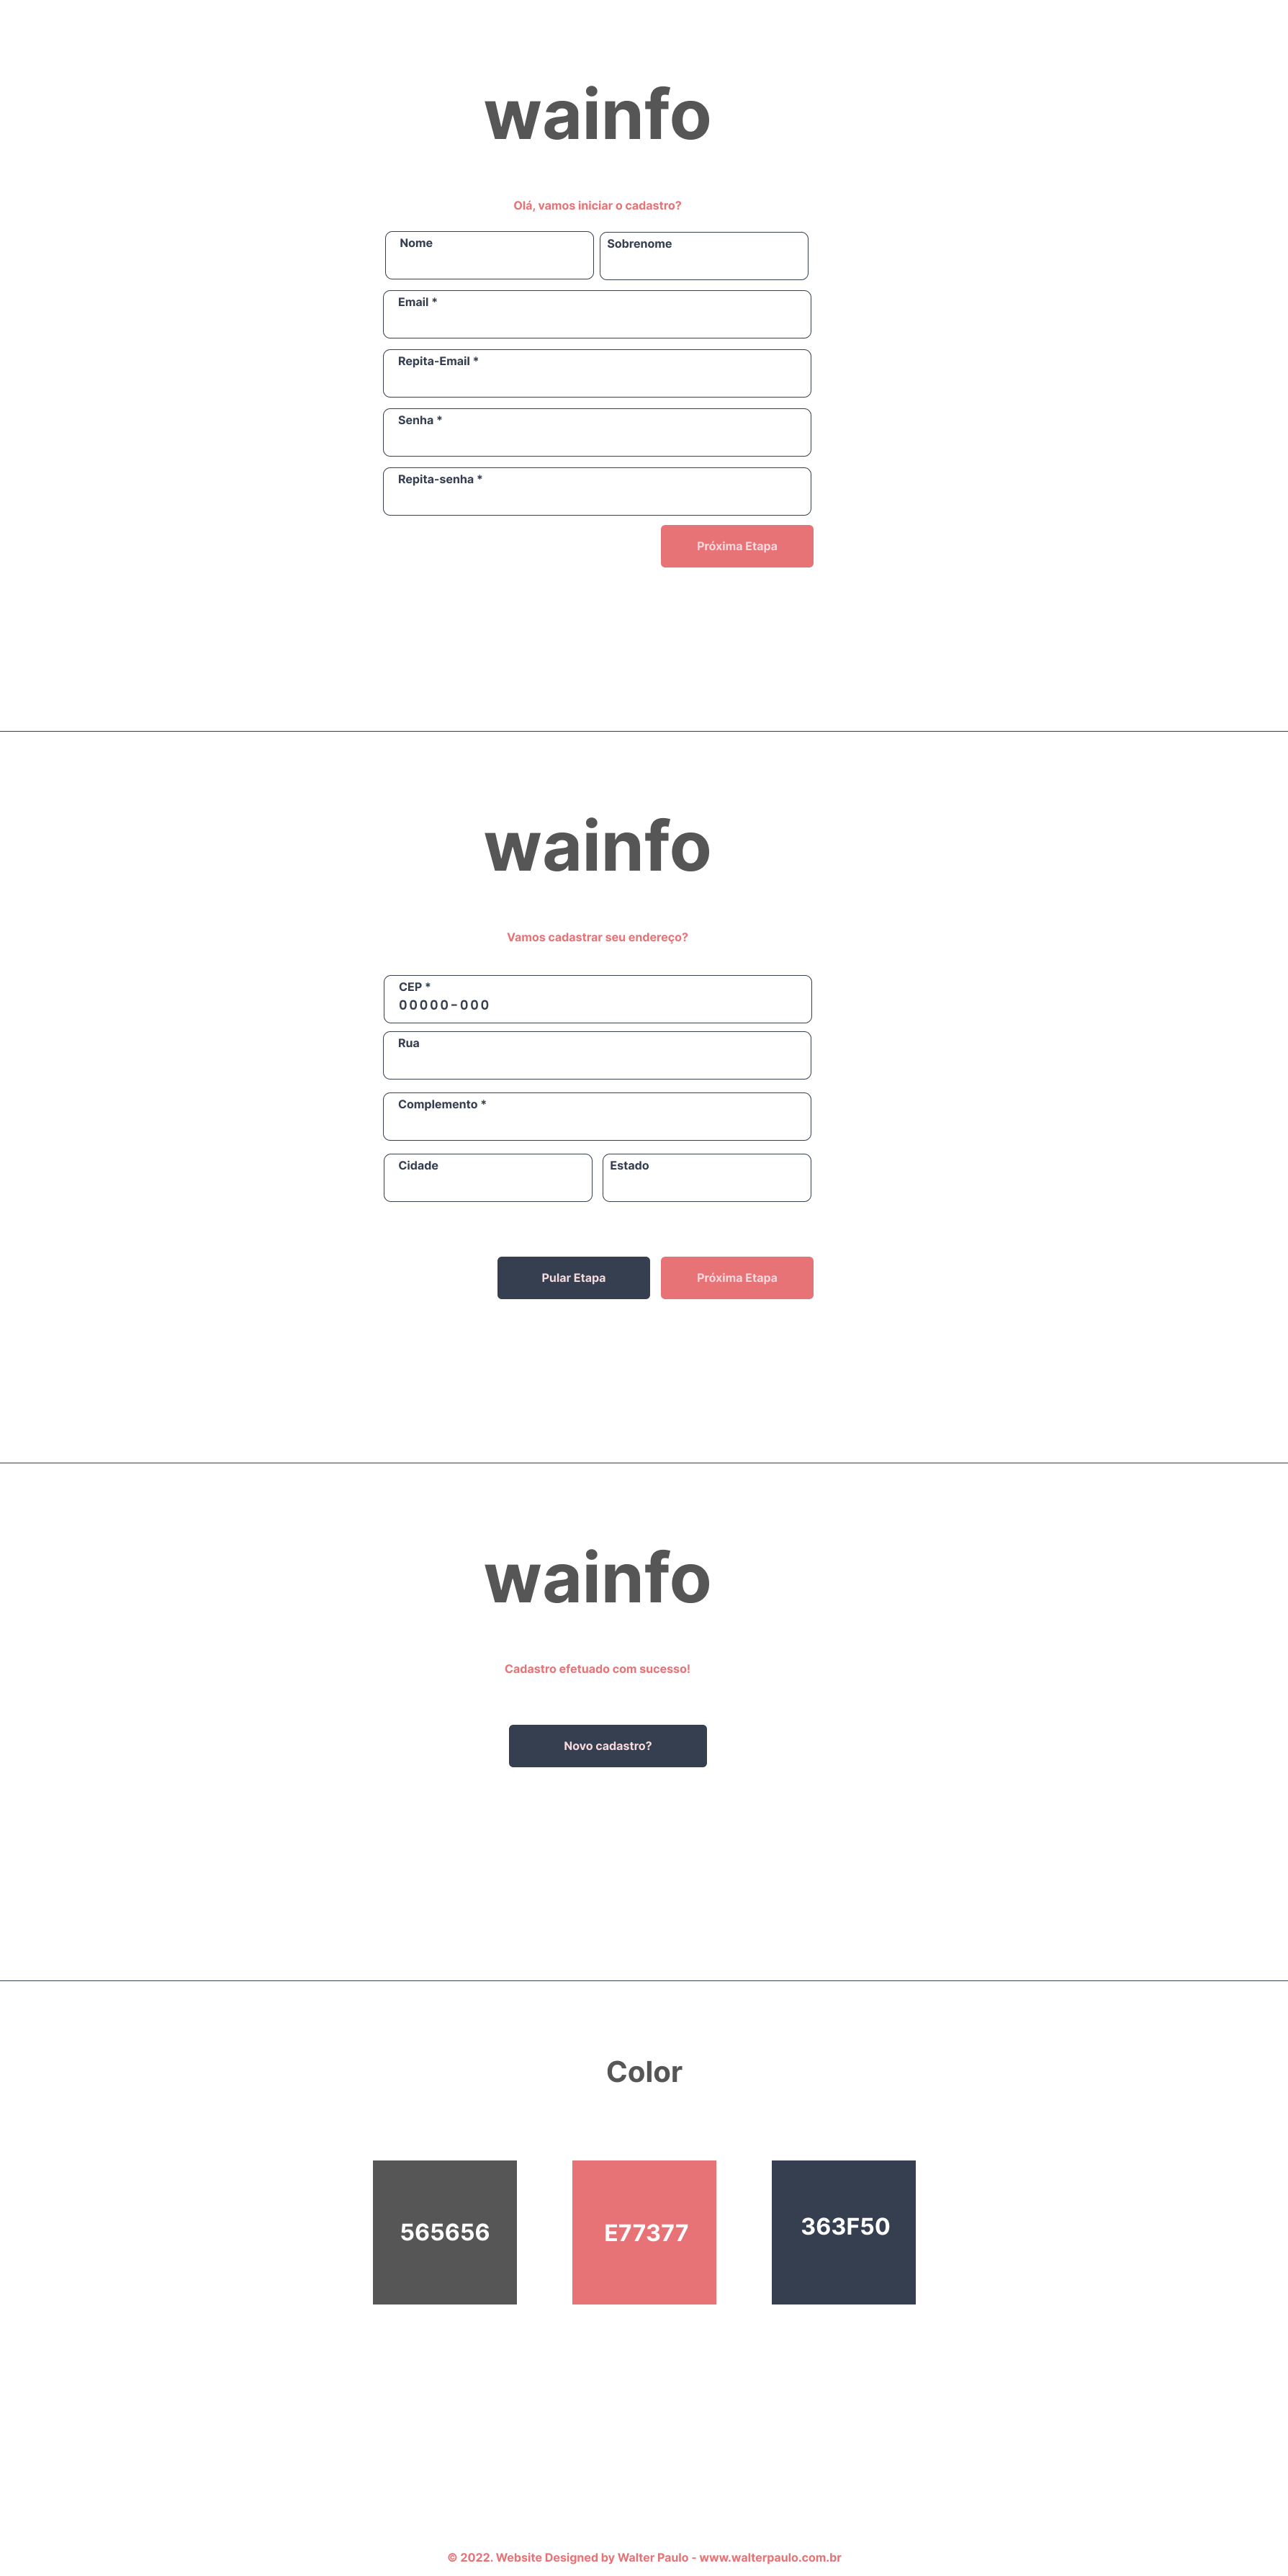 wainfo
Olá, vamos iniciar o cadastro?
Nome Sobrenome
Email *
Repita-Email *
Senha *
Repita-senha *
Próxima Etapa
wainfo
Vamos cadastrar seu endereço?
CEP *
00000-000
Rua
Complemento *
Cidade Estado
Pular Etapa Próxima Etapa
wainfo
Cadastro efetuado com sucesso!
Novo cadastro?
Color
565656 E77377 363F50
© 2022. Website Designed by Walter Paulo - www.walterpaulo.com.br